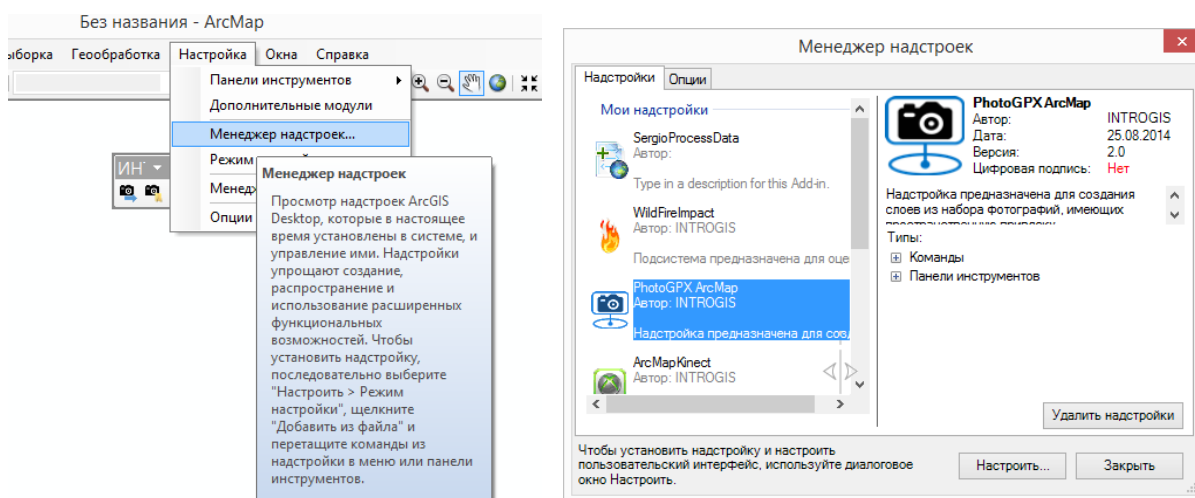 Без названия - ArcMap
ыборка Геообработка Настройка Окна Справка
Панели инструментов
Дополнительные модули
Менеджер надстроек...
Режим
ИН
Менедж
Опции
Менеджер надстроек
Просмотр надстроек ArcGIS
Desktop, которые в настоящее
время установлены в системе, и
управление ими. Надстройки
упрощают создание,
распространение и
использование расширенных
функциональных
возможностей. Чтобы
установить надстройку,
последовательно выберите
"Настроить > Режим
настройки", щелкните
"Добавить из файла" и
перетащите команды из
надстройки в меню или панели
инструментов.
Менеджер надстроек
Надстройки Опции
Мои надстройки
SergioProcessData
Автор:
Type in a description for this Add-in.
WildFireImpact
Автор: INTROGIS
Подсистема предназначена для оце
PhotoGPX ArcMap
Автор: INTROGIS
Надстройка предназначена для созд
ArcMapKinect
Автор: INTROGIS
PhotoGPX ArcMap
Автор: INTROGIS
Дата: 25.08.2014
Версия: 2.0
Цифровая подпись: Нет
Надстройка предназначена для создания
слоев из набора фотографий, имеющих
Типы:
Команды
Панели инструментов
Удалить надстройки
Чтобы установить надстройку и настроить
пользовательский интерфейс, используйте диалоговое
окно Настроить.
Настроить... Закрыть